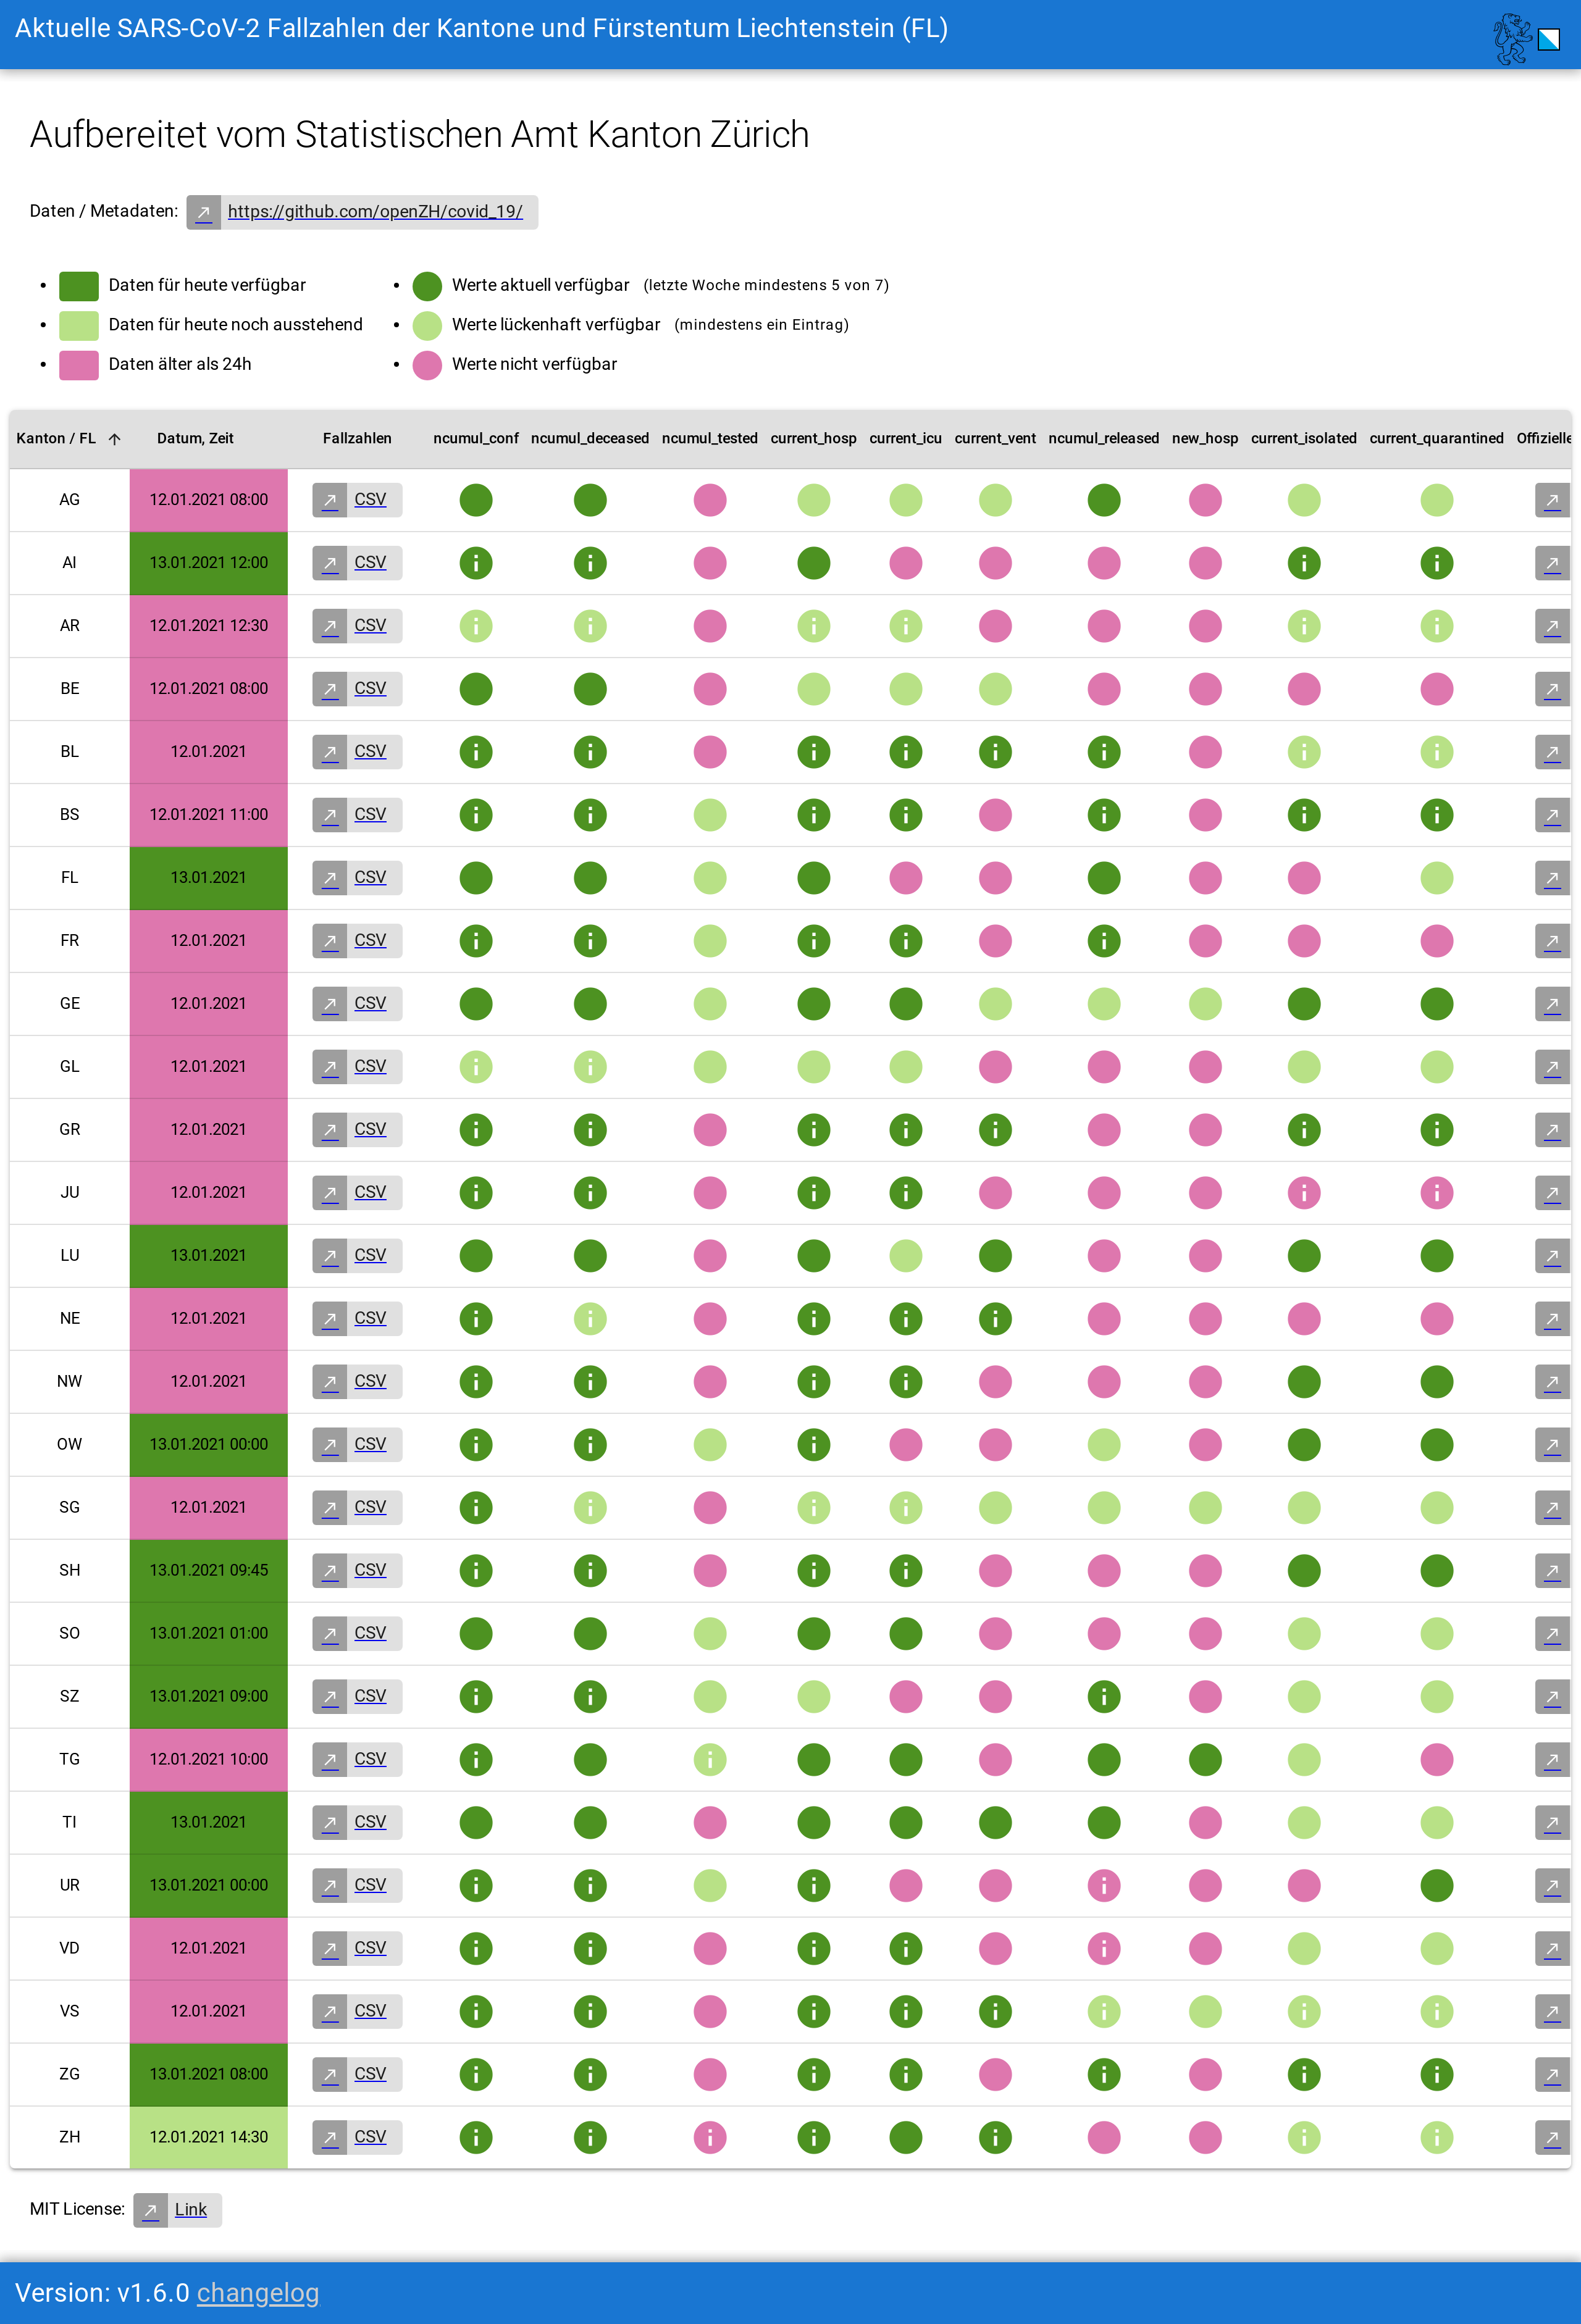 Aktuelle SARS-CoV-2 Fallzahlen der Kantone und Fürstentum Liechtenstein (FL)
Aufbereitet vom Statistischen Amt Kanton Zürich
Daten / Metadaten: https://github.com/openZH/covid_19/
Daten für heute verfügbar
Daten für heute noch ausstehend
Daten älter als 24h
Werte aktuell verfügbar (letzte Woche mindestens 5 von 7)
Werte lückenhaft verfügbar (mindestens ein Eintrag)
Werte nicht verfügbar
Kanton / FL Datum, Zeit Fallzahlen ncumul_conf ncumul_deceased ncumul_tested current_hosp current_icu current_vent ncumul_released new_hosp current_isolated current_quarantined Offizielle
AG 12.01.2021 08:00 CSV
AI 13.01.2021 12:00 CSV
AR 12.01.2021 12:30 CSV
BE 12.01.2021 08:00 CSV
BL 12.01.2021 CSV
BS 12.01.2021 11:00 CSV
FL 13.01.2021 CSV
FR 12.01.2021 CSV
GE 12.01.2021 CSV
GL 12.01.2021 CSV
GR 12.01.2021 CSV
JU 12.01.2021 CSV
LU 13.01.2021 CSV
NE 12.01.2021 CSV
NW 12.01.2021 CSV
OW 13.01.2021 00:00 CSV
SG 12.01.2021 CSV
SH 13.01.2021 09:45 CSV
SO 13.01.2021 01:00 CSV
SZ 13.01.2021 09:00 CSV
TG 12.01.2021 10:00 CSV
TI 13.01.2021 CSV
UR 13.01.2021 00:00 CSV
VD 12.01.2021 CSV
VS 12.01.2021 CSV
ZG 13.01.2021 08:00 CSV
ZH 12.01.2021 14:30 CSV
MIT License: Link
Version: v1.6.0 changelog